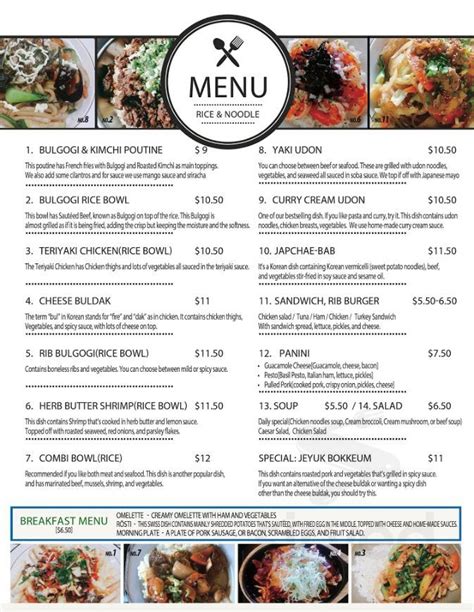 MENU
RICE & NOODLE
NO.8
NO.2
NO.6
NO.11
1. BULGOGI & KIMCHI POUTINE $ 9
This poutine has French fries with Bulgogi and Roasted Kimchi as main toppings.
We also add some cilantros and for sauce we use mango sauce and sriracha
2. BULGOGI RICE BOWL $10.50
This bowl has Sautéed Beef, known as Bulgogi on top of the rice. This Bulgogi is
almost grilled as if it is being fried, adding the crisp but keeping the moisture and the softness.
3. TERIYAKI CHICKEN(RICE BOWL) $10.50
The Teriyaki Chicken has Chicken thighs and lots of vegetables all sauced in the teriyaki sauce.
4. CHEESE BULDAK $11
The term "bul" in Korean stands for "fire" and "dak" as in chicken. It contains chicken thighs,
Vegetables, and spicy sauce, with lots of cheese on top.
5. RIB BULGOGI(RICE BOWL) $11.50
Contains boneless ribs and vegetables. You can choose between mild or spicy sauce.
6. HERB BUTTER SHRIMP(RICE BOWL) $11.50
This dish contains Shrimp that's cooked in herb butter and lemon sauce.
Topped off with roasted seaweed, red onions, and parsley flakes.
7. COMBI BOWL(RICE) $12
Recommended if you like both meat and seafood. This dish is another popular dish,
and has marinated beef, mussels, shrimps and vegetables.
8. YAKI UDON $10.50
You can choose between beef or seafood. These are grilled with udon noodles,
vegetables, and seaweed all sauced in soba sauce. We top if off with Japanese mayo
9. CURRY CREAM UDON $10.50
One of our bestselling dish. If you like pasta and curry, try it. This dish contains udon
noodles, chicken breasts, vegetables. We use home-made curry cream sauce.
10. JAPCHAE-BAB $11.50
It's a Korean dish containing Korean vermicelli (sweet potato noodles), beef,
and vegetables stir-fried in soy sauce and sesame oil.
11. SANDWICH, RIB BURGER $5.50-6.50
Chicken salad / Tuna / Ham / Chicken / Turkey Sandwich
With sandwich spread, lettuce, pickles, and cheese.
12. PANINI $7.50
• Guacamole Cheese[Guacamole, cheese, bacon]
• Pesto[Basil Pesto, Italian ham, lettuce, pickles]
• Pulled Pork[cooked pork, crispy onion, pickles, cheese]
13. SOUP $5.50 / 14. SALAD $6.50
Daily special(Chicken noodles soup, Cream broccoli, Cream mushroom, or beef soup)
Caesar Salad, Chicken Salad
SPECIAL: JEYUK BOKKEUM $11
This dish contains roasted pork and vegetables that's grilled in spicy sauce.
If you want an alternative of the cheese buldak or wanting a dish
other than the cheese buldak, you should try this.
BREAKFAST MENU
[$6.50]
OMELETTE - CREAMY OMELETTE WITH HAM AND VEGETABLES
RÖSTI - THIS SWISS DISH CONTAINS MAINLY SHREDDED POTATOES THAT'S SAUTÉED, WITH FRIED EGG IN THE MIDDLE, TOPPED WITH CHEESE AND HOME-MADE SAUCES.
MORNING PLATE - A PLATE OF PORK SAUSAGE, OR BACON, SCRAMBLED EGGS, AND FRUIT SALAD.
NO.1
NO.7
NO.3